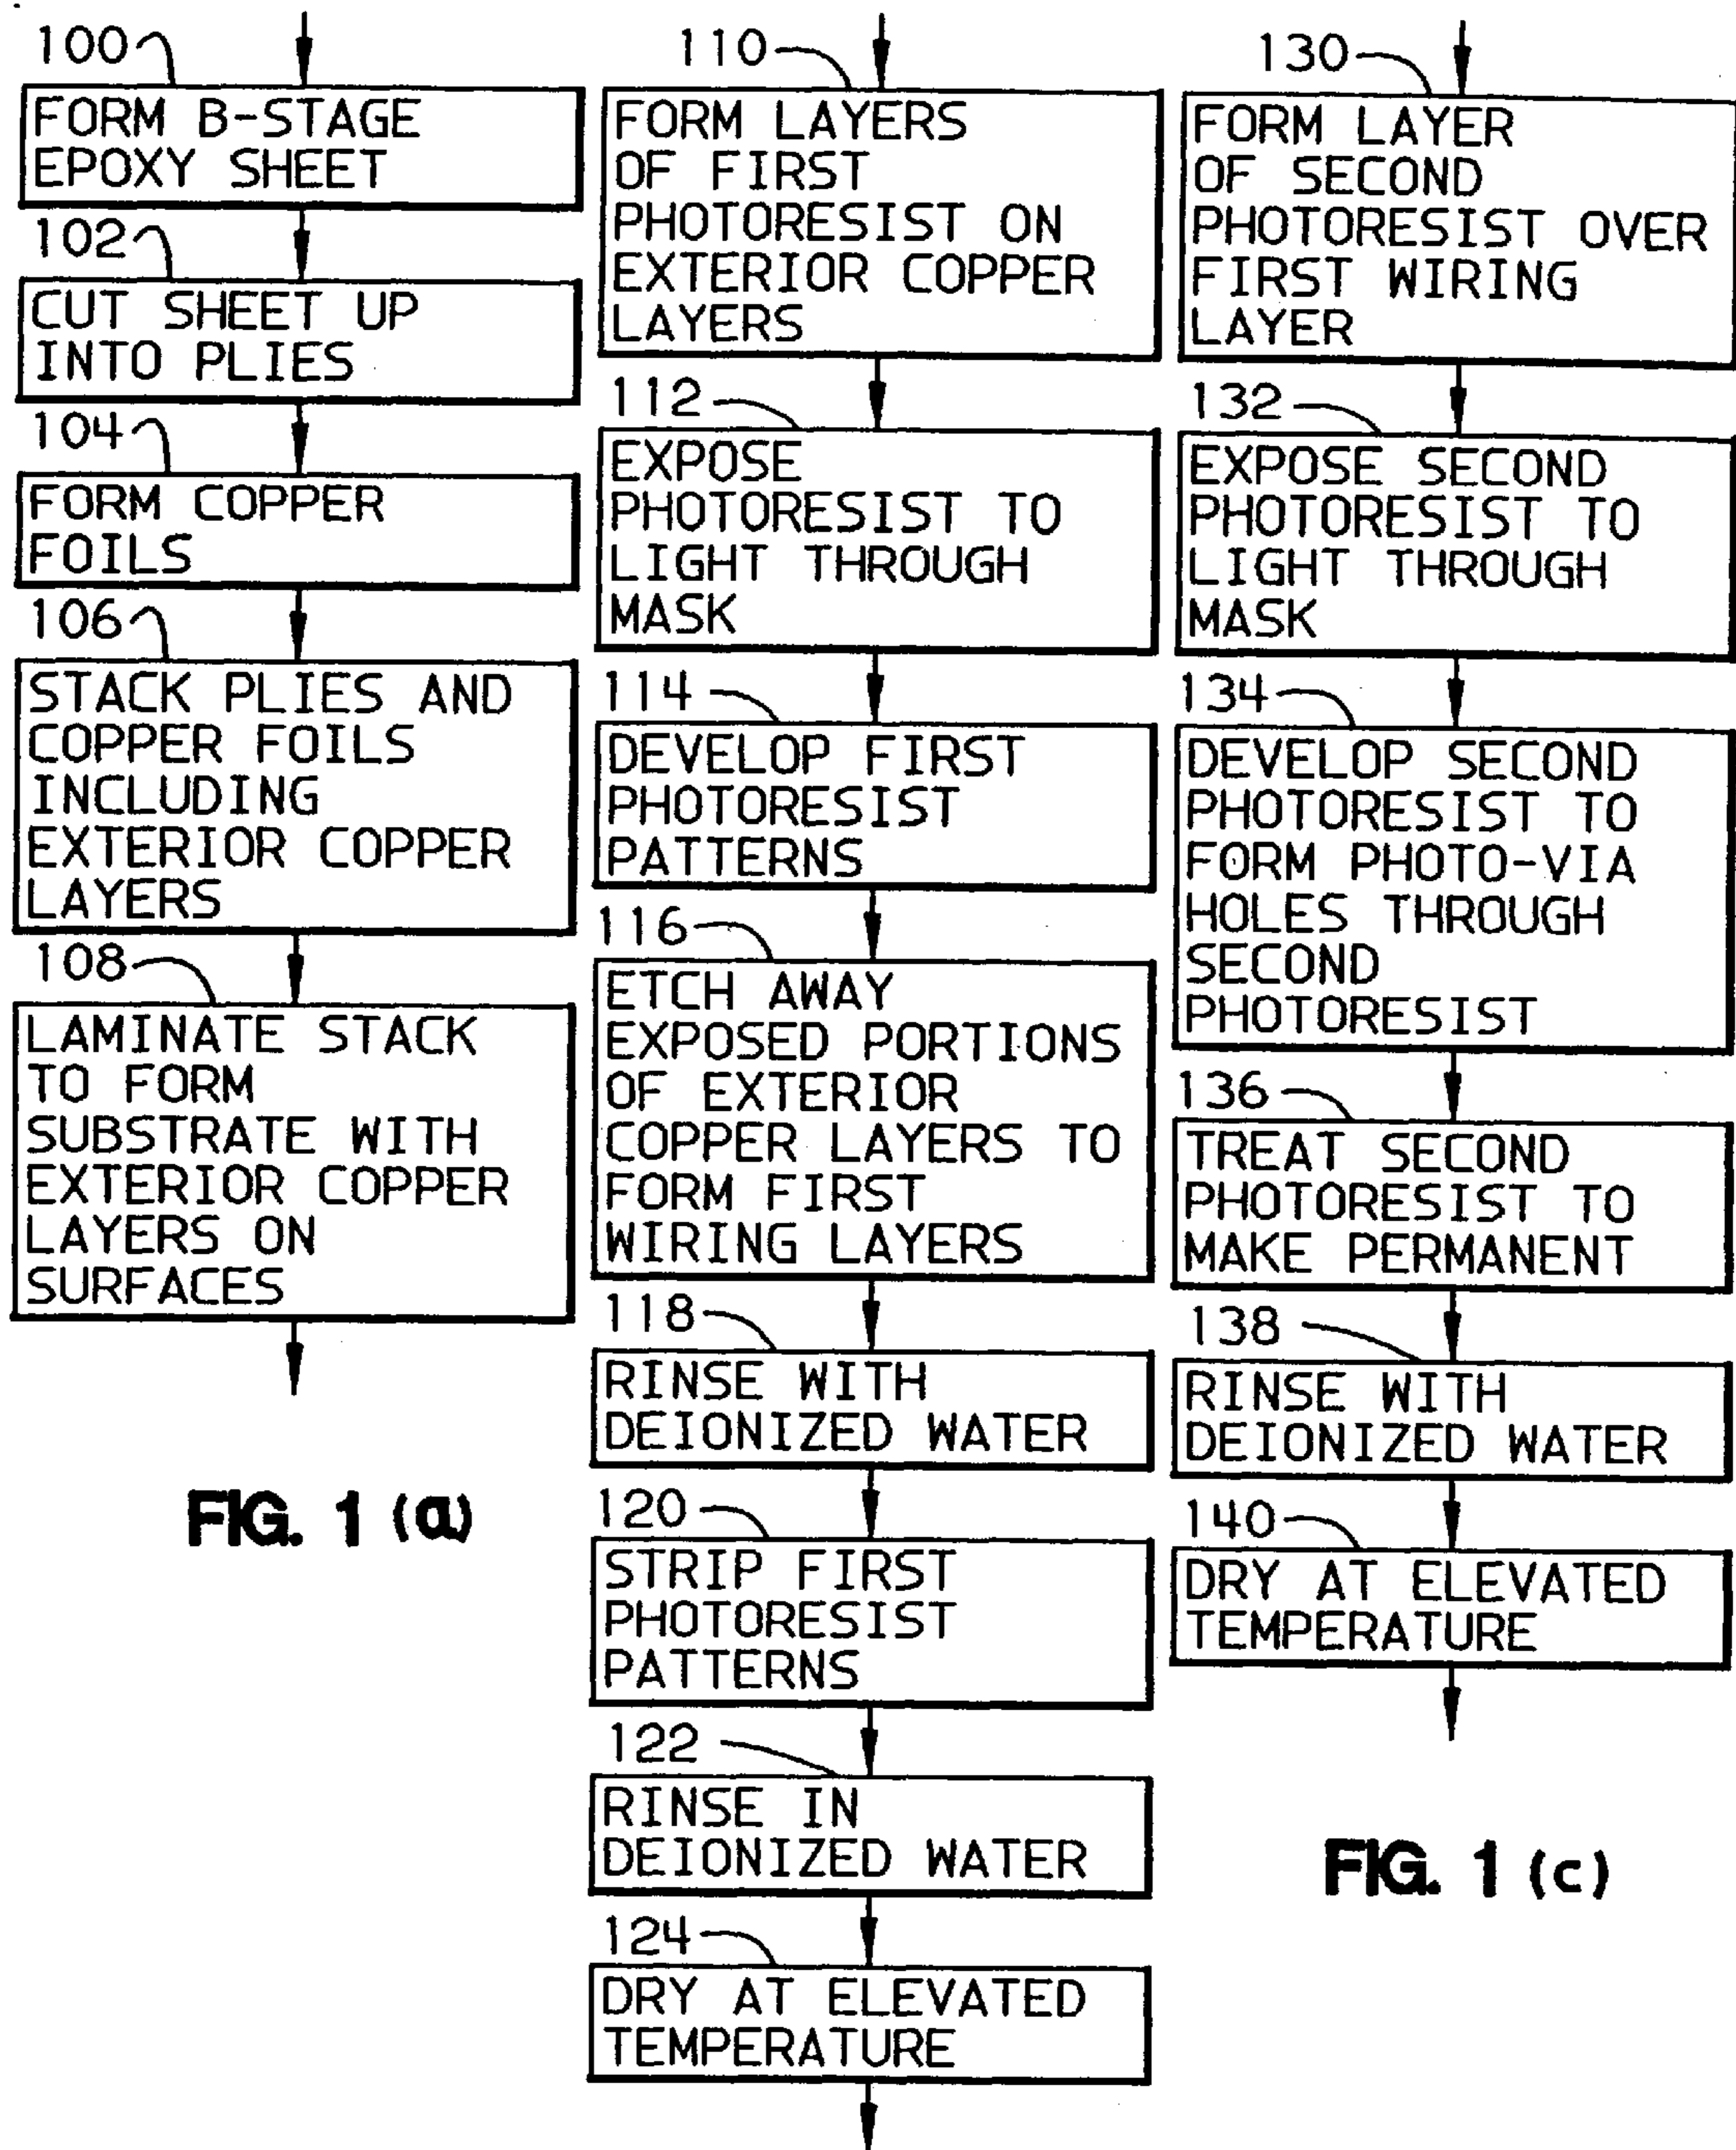 100
FORM B-STAGE
EPOXY SHEET
102
CUT SHEET UP
INTO PLIES
104
FORM COPPER
FOILS
106
STACK PLIES AND
COPPER FOILS
INCLUDING
EXTERIOR COPPER
LAYERS
108
LAMINATE STACK
TO FORM
SUBSTRATE WITH
EXTERIOR COPPER
LAYERS ON
SURFACES
FIG. 1 (a)
110
FORM LAYERS
OF FIRST
PHOTORESIST ON
EXTERIOR COPPER
LAYERS
112
EXPOSE
PHOTORESIST TO
LIGHT THROUGH
MASK
114
DEVELOP FIRST
PHOTORESIST
PATTERNS
116
ETCH AWAY
EXPOSED PORTIONS
OF EXTERIOR
COPPER LAYERS TO
FORM FIRST
WIRING LAYERS
118
RINSE WITH
DEIONIZED WATER
120
STRIP FIRST
PHOTORESIST
PATTERNS
122
RINSE IN
DEIONIZED WATER
124
DRY AT ELEVATED
TEMPERATURE
130
FORM LAYER
OF SECOND
PHOTORESIST OVER
FIRST WIRING
LAYER
132
EXPOSE SECOND
PHOTORESIST TO
LIGHT THROUGH
MASK
134
DEVELOP SECOND
PHOTORESIST TO
FORM PHOTO-VIA
HOLES THROUGH
SECOND
PHOTORESIST
136
TREAT SECOND
PHOTORESIST TO
MAKE PERMANENT
138
RINSE WITH
DEIONIZED WATER
140
DRY AT ELEVATED
TEMPERATURE
FIG. 1 (c)